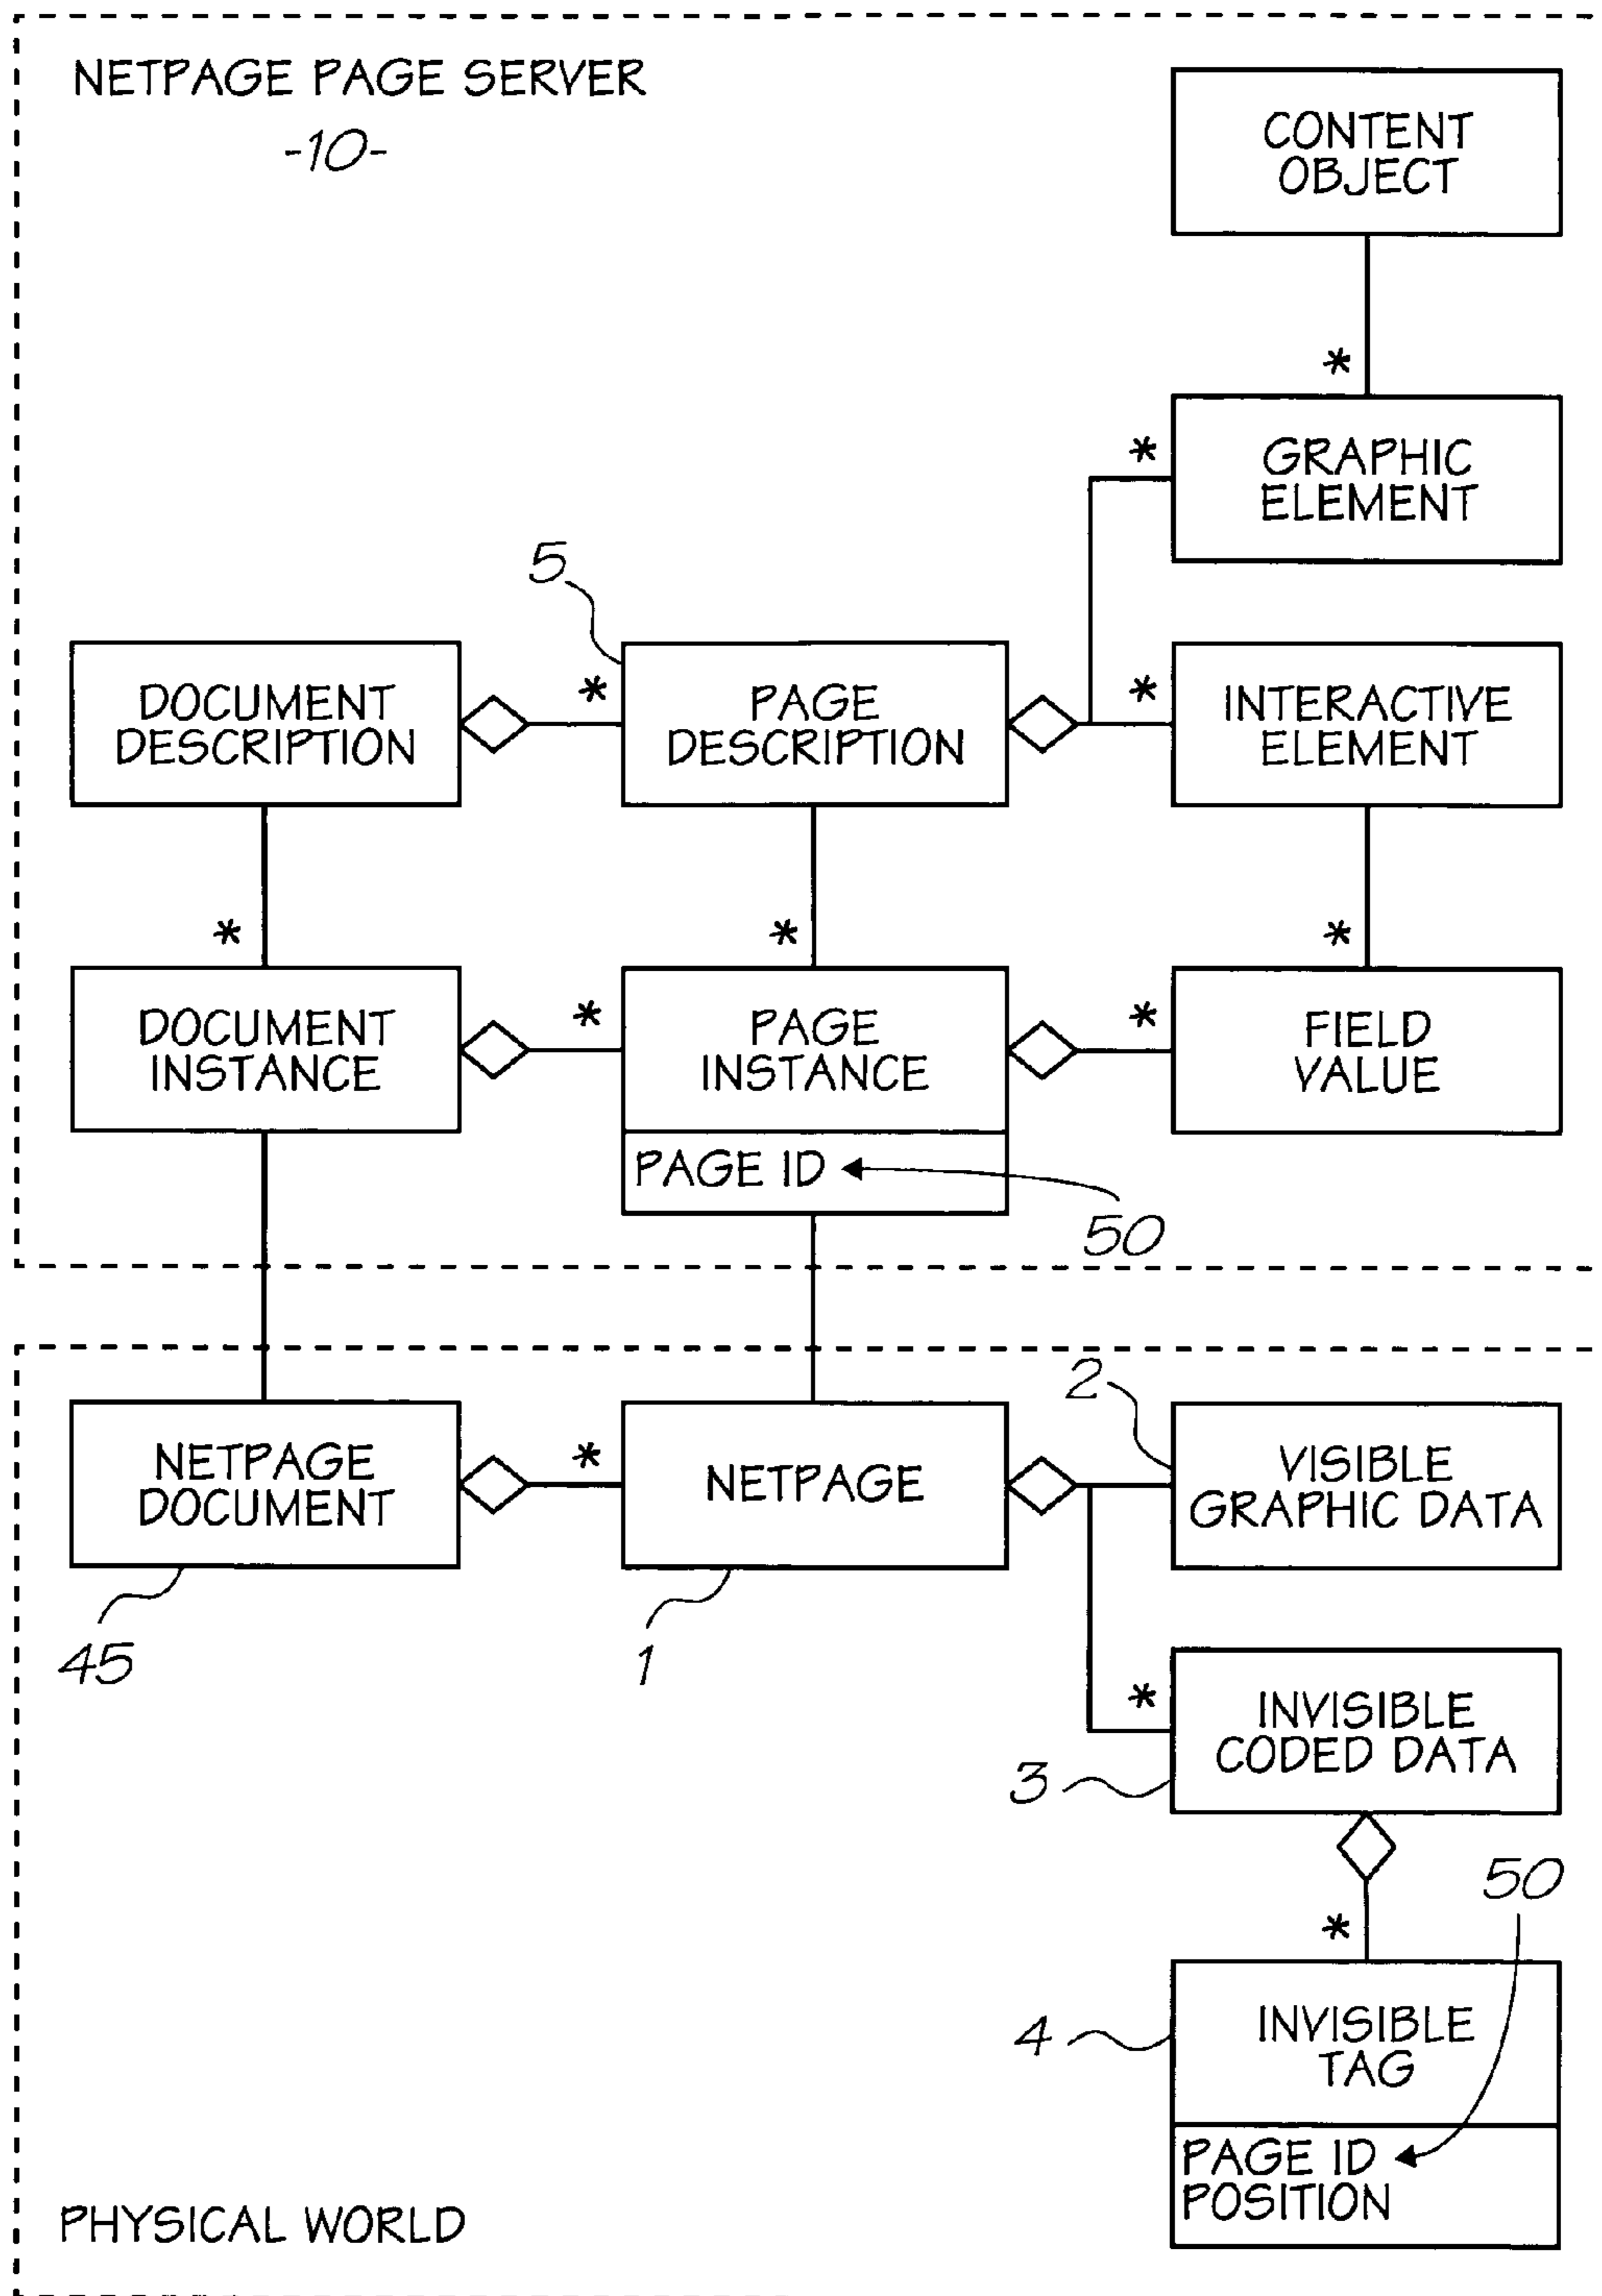 NETPAGE PAGE SERVER
-10-
CONTENT
OBJECT
*
*
GRAPHIC
ELEMENT
5
DOCUMENT
DESCRIPTION
*
PAGE
DESCRIPTION
*
INTERACTIVE
ELEMENT
*
*
*
DOCUMENT
INSTANCE
*
PAGE
INSTANCE
*
FIELD
VALUE
PAGE ID
50
2
NETPAGE
DOCUMENT
*
NETPAGE
VISIBLE
GRAPHIC DATA
45
1
*
INVISIBLE
CODED DATA
3
50
*
4
INVISIBLE
TAG
PAGE ID
POSITION
PHYSICAL WORLD